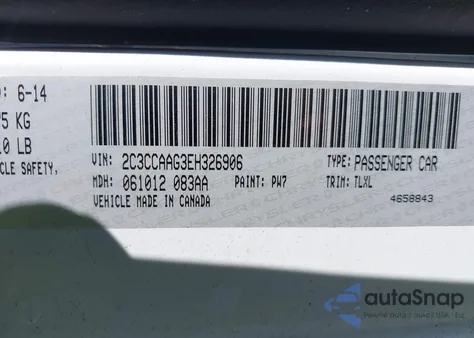 : 6-14
5 KG
.0 LB
CLE SAFETY,
VIN: 2C3CCAAG3EH326906
TYPE: PASSENGER CAR
MDH: 061012 083AA
PAINT: PW7
TRIM: TLXL
VEHICLE MADE IN CANADA
4658843
autoSnap